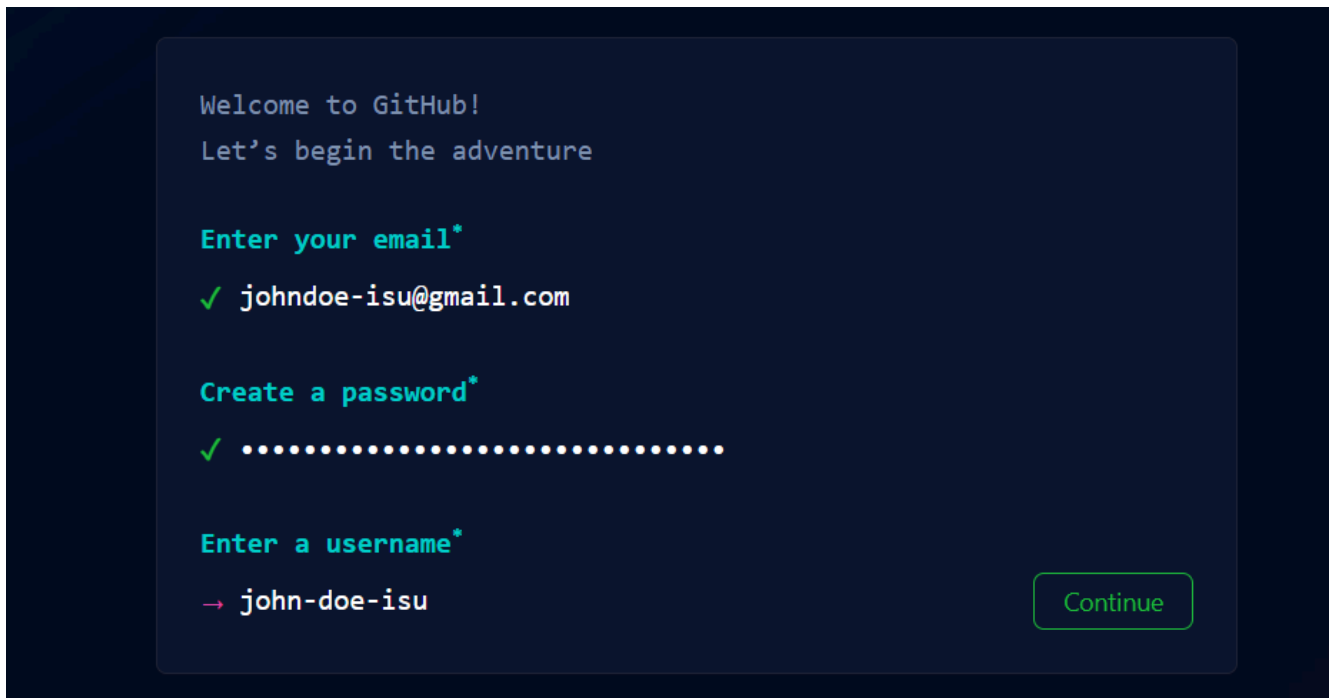 Welcome to GitHub!
Let’s begin the adventure
Enter your email*
✓ johndoe-isu@gmail.com
Create a password*
✓ •••••••••••••••••••••••••••••••
Enter a username*
→ john-doe-isu
Continue